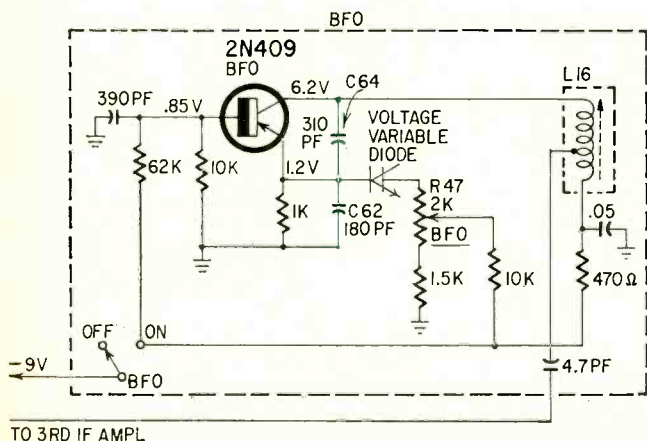 BFO
2N409
BFO
390PF
.85V
6.2V
C64
310
PF
VOLTAGE
VARIABLE
DIODE
L16
62K
10K
1.2V
1K
C62
180PF
R47
2K
BFO
1.5K
10K
.05
470Ω
OFF
ON
-9V
BFO
4.7PF
TO 3RD IF AMPL